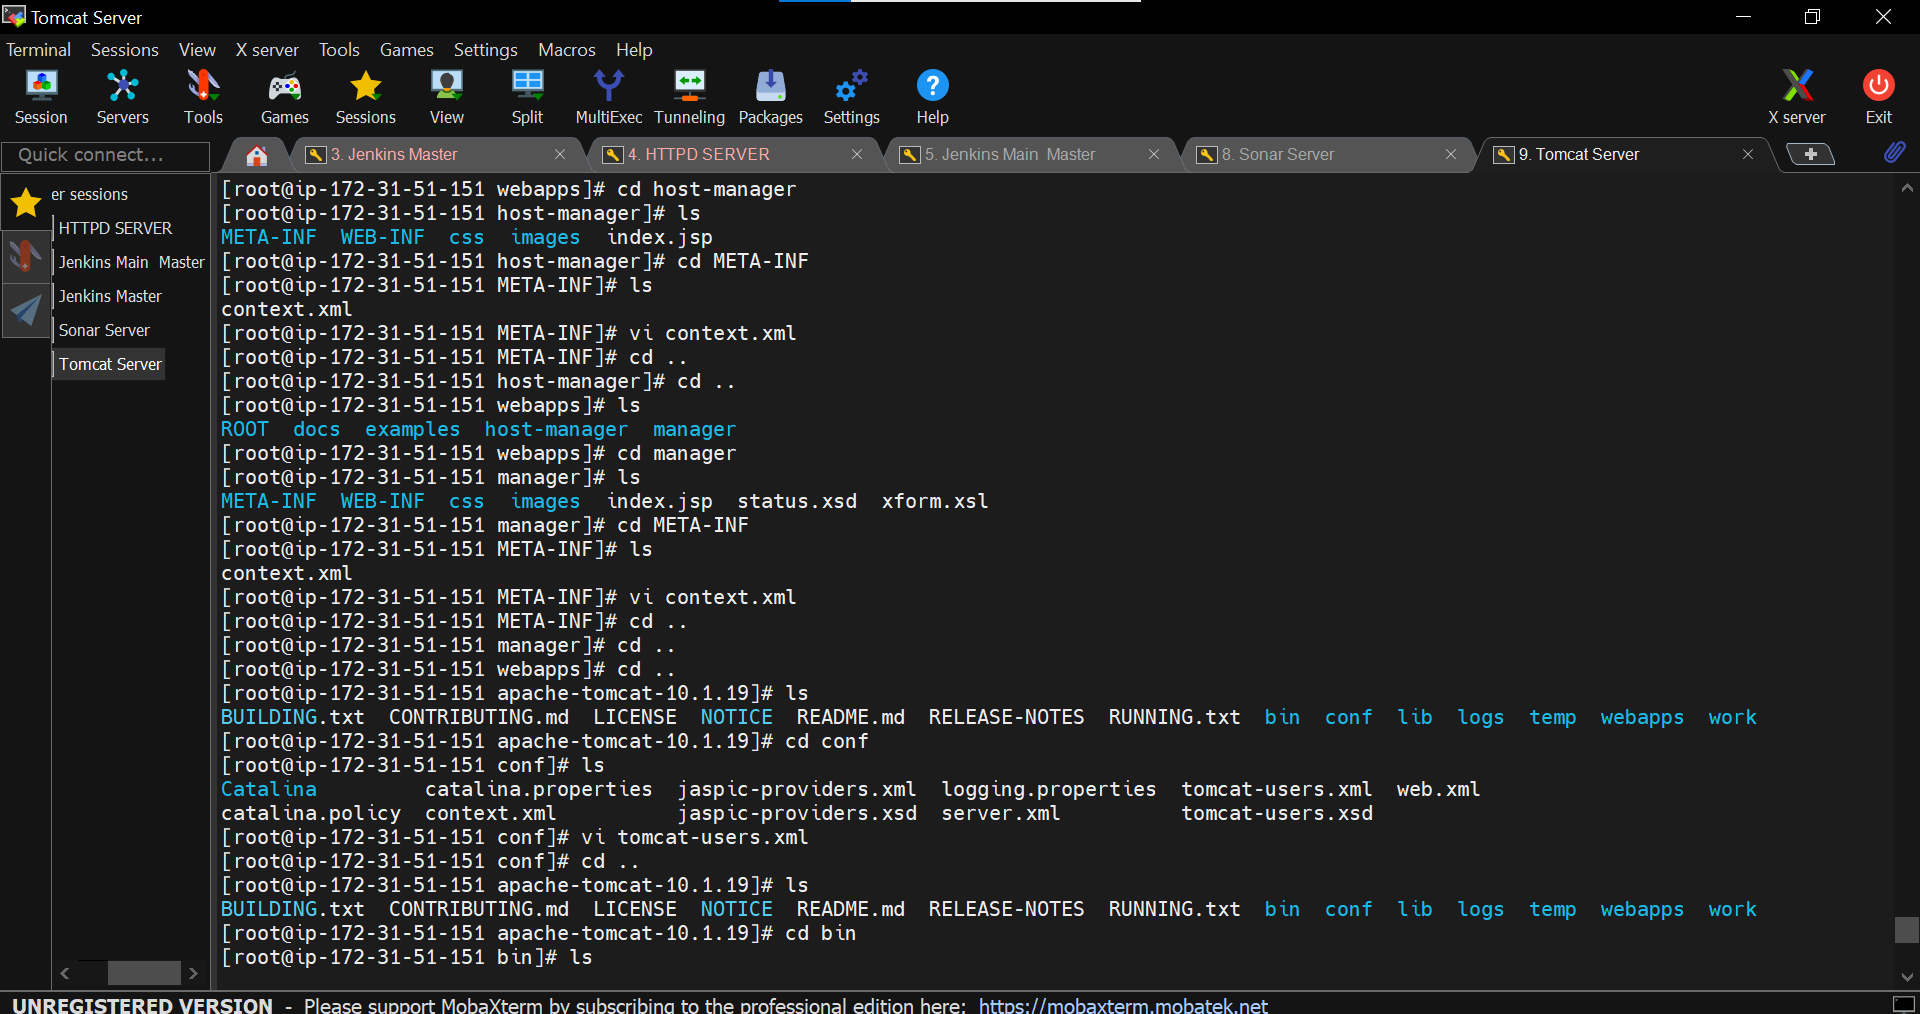 Tomcat Server
Terminal Sessions View X server Tools Games Settings Macros Help
Session Servers Tools Games Sessions View Split MultiExec Tunneling Packages Settings Help X server Exit
Quick connect... 3. Jenkins Master 4. HTTPD SERVER 5. Jenkins Main  Master 8. Sonar Server 9. Tomcat Server
er sessions
HTTPD SERVER
Jenkins Main  Master
Jenkins Master
Sonar Server
Tomcat Server
[root@ip-172-31-51-151 webapps]# cd host-manager
[root@ip-172-31-51-151 host-manager]# ls
META-INF  WEB-INF  css  images  index.jsp
[root@ip-172-31-51-151 host-manager]# cd META-INF
[root@ip-172-31-51-151 META-INF]# ls
context.xml
[root@ip-172-31-51-151 META-INF]# vi context.xml
[root@ip-172-31-51-151 META-INF]# cd ..
[root@ip-172-31-51-151 host-manager]# cd ..
[root@ip-172-31-51-151 webapps]# ls
ROOT  docs  examples  host-manager  manager
[root@ip-172-31-51-151 webapps]# cd manager
[root@ip-172-31-51-151 manager]# ls
META-INF  WEB-INF  css  images  index.jsp  status.xsd  xform.xsl
[root@ip-172-31-51-151 manager]# cd META-INF
[root@ip-172-31-51-151 META-INF]# ls
context.xml
[root@ip-172-31-51-151 META-INF]# vi context.xml
[root@ip-172-31-51-151 META-INF]# cd ..
[root@ip-172-31-51-151 manager]# cd ..
[root@ip-172-31-51-151 webapps]# cd ..
[root@ip-172-31-51-151 apache-tomcat-10.1.19]# ls
BUILDING.txt  CONTRIBUTING.md  LICENSE  NOTICE  README.md  RELEASE-NOTES  RUNNING.txt  bin  conf  lib  logs  temp  webapps  work
[root@ip-172-31-51-151 apache-tomcat-10.1.19]# cd conf
[root@ip-172-31-51-151 conf]# ls
Catalina         catalina.properties  jaspic-providers.xml  logging.properties  tomcat-users.xml  web.xml
catalina.policy  context.xml          jaspic-providers.xsd  server.xml          tomcat-users.xsd
[root@ip-172-31-51-151 conf]# vi tomcat-users.xml
[root@ip-172-31-51-151 conf]# cd ..
[root@ip-172-31-51-151 apache-tomcat-10.1.19]# ls
BUILDING.txt  CONTRIBUTING.md  LICENSE  NOTICE  README.md  RELEASE-NOTES  RUNNING.txt  bin  conf  lib  logs  temp  webapps  work
[root@ip-172-31-51-151 apache-tomcat-10.1.19]# cd bin
[root@ip-172-31-51-151 bin]# ls
UNREGISTERED VERSION - Please support MobaXterm by subscribing to the professional edition here: https://mobaxterm.mobatek.net